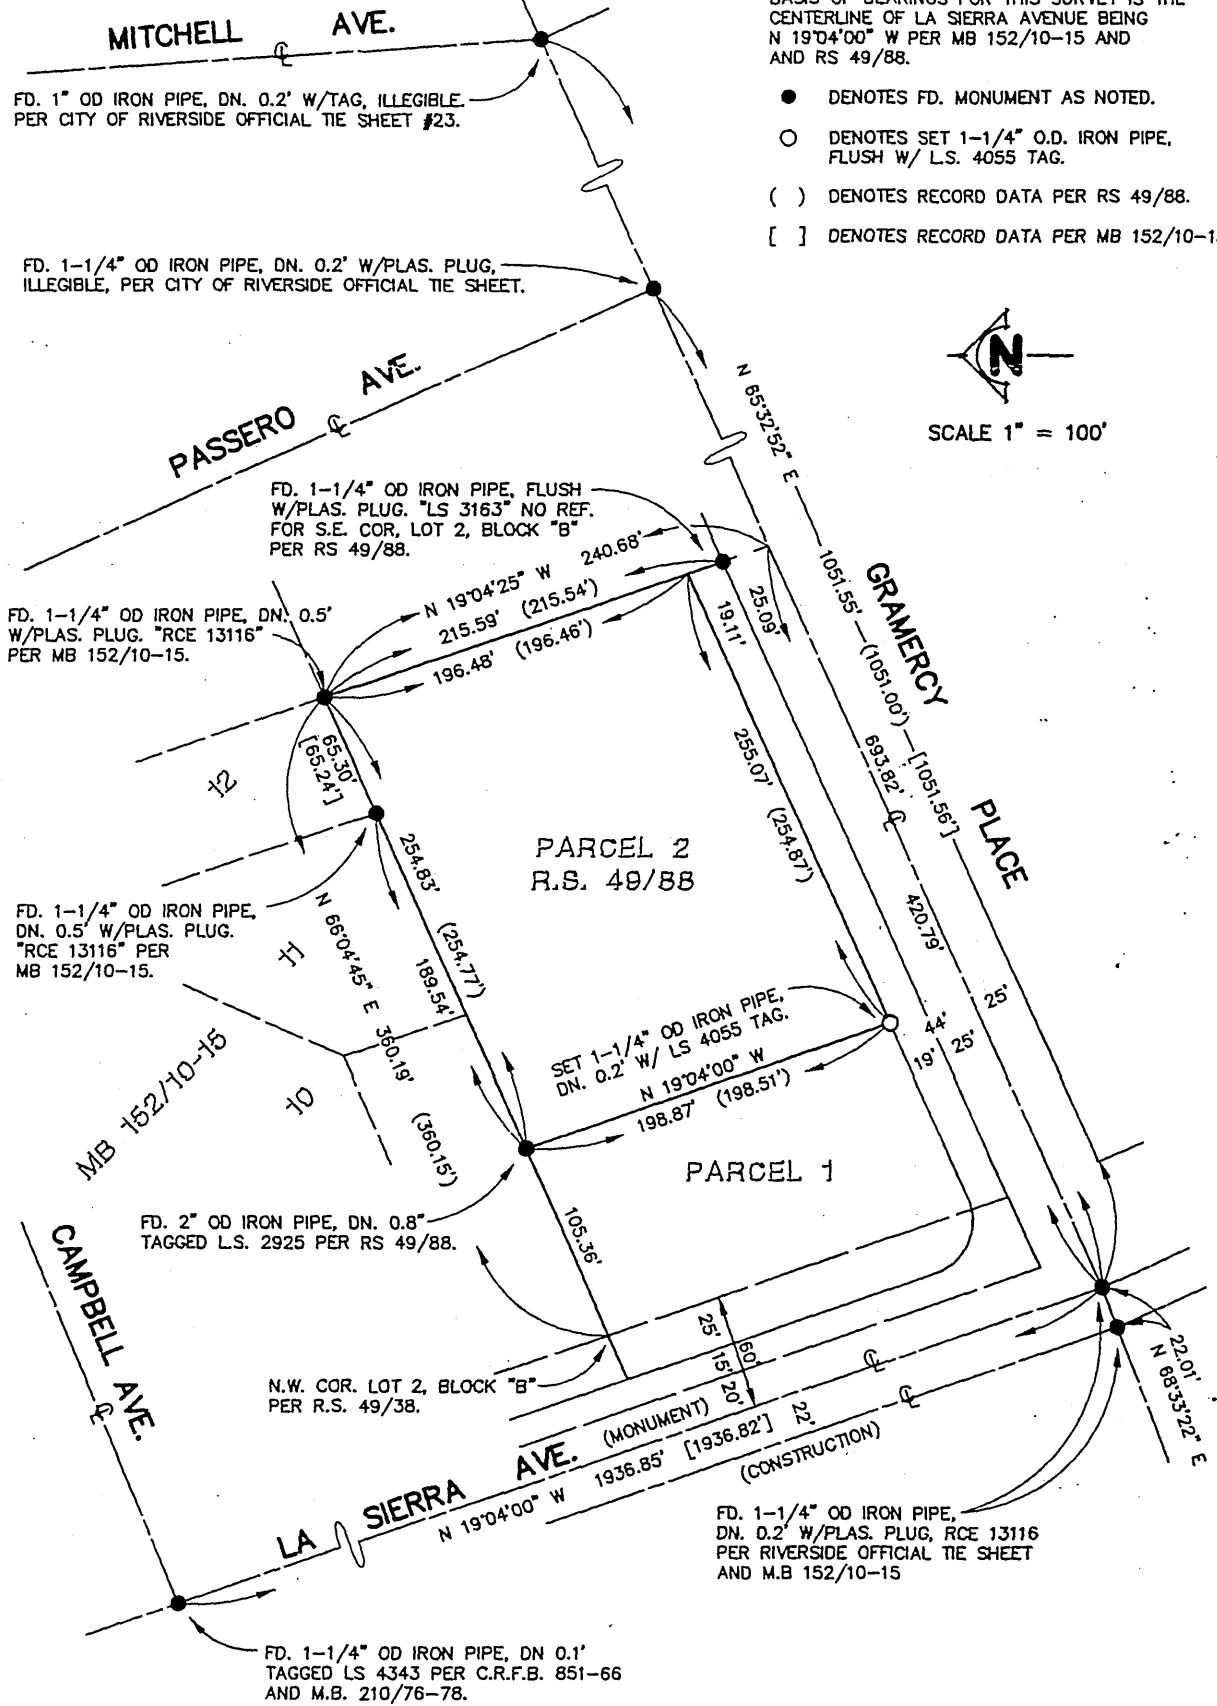 BASIS OF BEARINGS FOR THIS SURVEY IS THE
CENTERLINE OF LA SIERRA AVENUE BEING
N 19°04'00" W PER MB 152/10-15 AND
AND RS 49/88.
DENOTES FD. MONUMENT AS NOTED.
DENOTES SET 1-1/4" O.D. IRON PIPE,
FLUSH W/ L.S. 4055 TAG.
( ) DENOTES RECORD DATA PER RS 49/88.
[ ] DENOTES RECORD DATA PER MB 152/10-1
MITCHELL AVE.
℄
FD. 1" OD IRON PIPE, DN. 0.2' W/TAG, ILLEGIBLE.
PER CITY OF RIVERSIDE OFFICIAL TIE SHEET #23.
FD. 1-1/4" OD IRON PIPE, DN. 0.2' W/PLAS. PLUG,
ILLEGIBLE, PER CITY OF RIVERSIDE OFFICIAL TIE SHEET.
N
SCALE 1" = 100'
PASSERO AVE.
℄
N 65°32'52" E
1051.55' (1051.00') [1051.56']
GRAMERCY PLACE
FD. 1-1/4" OD IRON PIPE, FLUSH
W/PLAS. PLUG. "LS 3163" NO REF.
FOR S.E. COR, LOT 2, BLOCK "B"
PER RS 49/88.
N 19°04'25" W 240.68'
215.59' (215.54')
196.48' (196.46')
19.11'
25.09'
FD. 1-1/4" OD IRON PIPE, DN. 0.5'
W/PLAS. PLUG. "RCE 13116"
PER MB 152/10-15.
65.30'
[65.24']
12
255.07' (254.87')
693.82'
℄
420.79'
PARCEL 2
R.S. 49/88
254.83' (254.77')
189.54'
N 66°04'45" E 360.19' (360.15')
FD. 1-1/4" OD IRON PIPE,
DN. 0.5' W/PLAS. PLUG.
"RCE 13116" PER
MB 152/10-15.
11
10
MB 152/10-15
SET 1-1/4" OD IRON PIPE,
DN. 0.2' W/ LS 4055 TAG.
N 19°04'00" W
198.87' (198.51')
44'
19' 25'
25'
PARCEL 1
105.36'
FD. 2" OD IRON PIPE, DN. 0.8"
TAGGED L.S. 2925 PER RS 49/88.
CAMPBELL AVE.
℄
N.W. COR. LOT 2, BLOCK "B"
PER R.S. 49/38.
25' 15' 20'
60'
22'
℄
℄
22.01'
N 68°33'22" E
LA SIERRA AVE. (MONUMENT)
N 19°04'00" W 1936.85' [1936.82']
(CONSTRUCTION)
FD. 1-1/4" OD IRON PIPE,
DN. 0.2' W/PLAS. PLUG, RCE 13116
PER RIVERSIDE OFFICIAL TIE SHEET
AND M.B 152/10-15
FD. 1-1/4" OD IRON PIPE, DN 0.1'
TAGGED LS 4343 PER C.R.F.B. 851-66
AND M.B. 210/76-78.